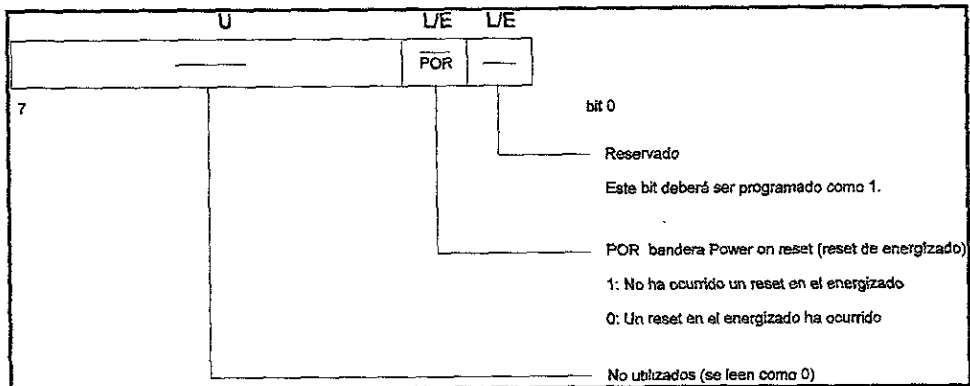 U L/E L/E
POR
7 bit 0
Reservado
Este bit deberá ser programado como 1.
POR bandera Power on reset (reset de energizado)
1: No ha ocurrido un reset en el energizado
0: Un reset en el energizado ha ocurrido
No utilizados (se leen como 0)